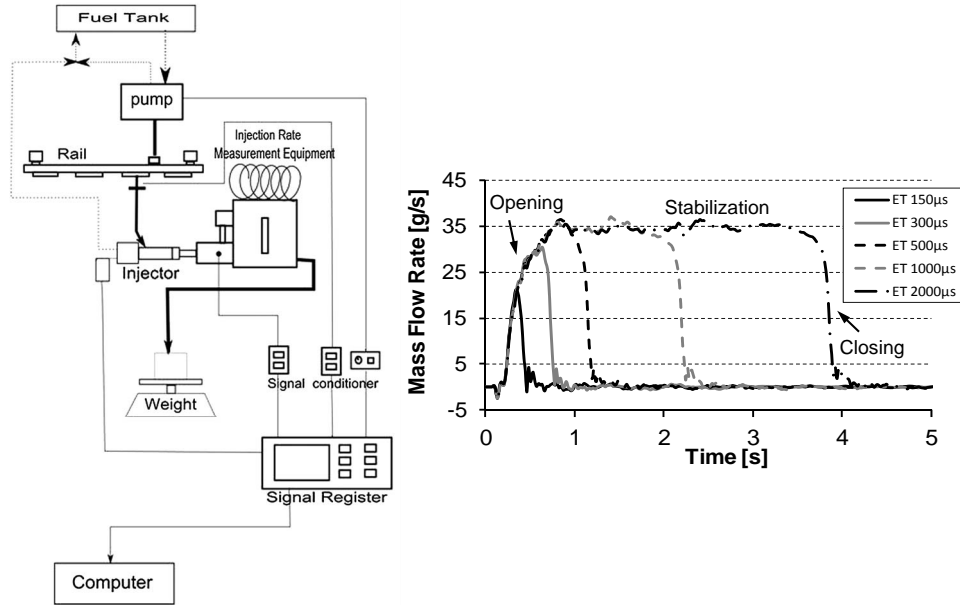 Fuel Tank
pump
Rail
Injection Rate
Measurement Equipment
Injector
Signal conditioner
Weight
Signal Register
Computer
Mass Flow Rate [g/s]
45
35
25
15
5
-5
0 1 2 3 4 5
Time [s]
Opening
Stabilization
Closing
ET 150µs
ET 300µs
ET 500µs
ET 1000µs
ET 2000µs